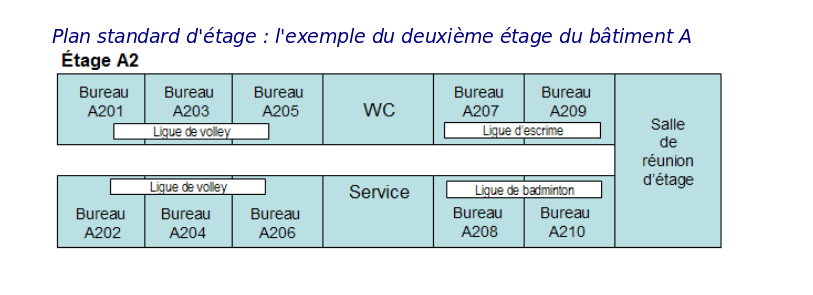 Plan standard d'étage : l'exemple du deuxième étage du bâtiment A
Étage A2
Bureau A201
Bureau A203
Bureau A205
Ligue de volley
WC
Bureau A207
Bureau A209
Ligue d'escrime
Salle de réunion d'étage
Ligue de volley
Bureau A202
Bureau A204
Bureau A206
Service
Ligue de badminton
Bureau A208
Bureau A210